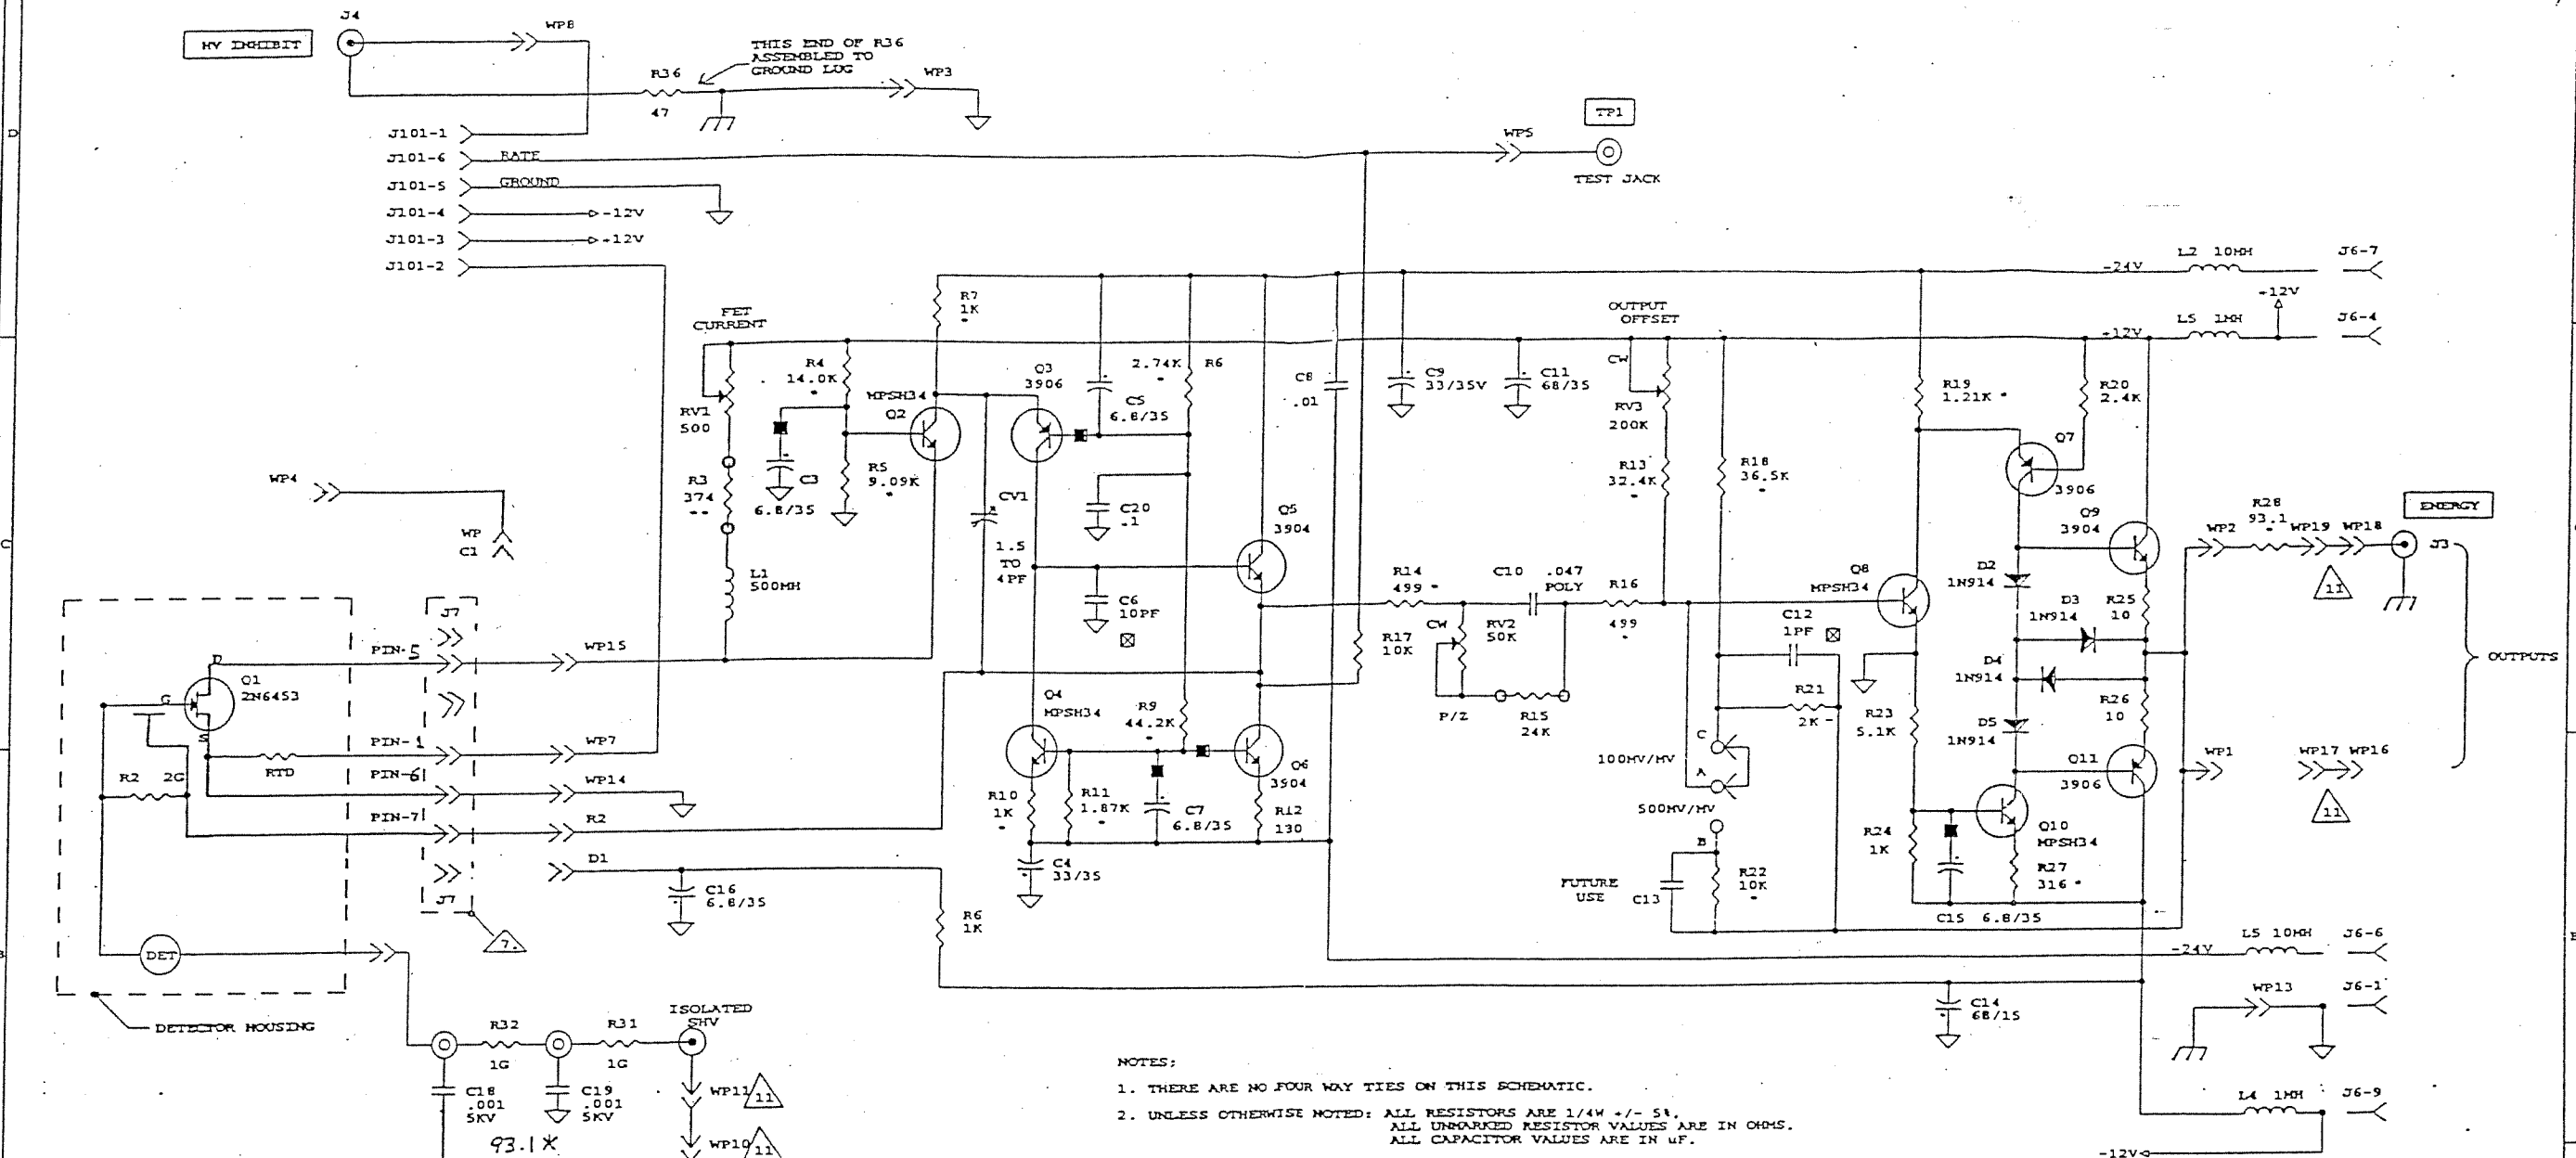 J4
HV INHIBIT
WP8
THIS END OF R36
ASSEMBLED TO
GROUND LUG
R36
47
WP3
J101-1
J101-6 RATE
J101-5 GROUND
J101-4 -12V
J101-3 +12V
J101-2
WP5
TP1
TEST JACK
-24V
L2 10MH
J6-7
+12V
+12V
L5 1MH
J6-4
FET
CURRENT
RV1
500
R3
374
L1
500MH
R4
14.0K
C3
6.8/35
R5
9.09K
R7
1K
MPSH34
Q2
Q3
3906
CV1
1.5
TO
4PF
C5
6.8/35
2.74K R6
C20
.1
C6
10PF
Q5
3904
C8
.01
C9
33/35V
C11
68/35
OUTPUT
OFFSET
CW
RV3
200K
R13
32.4K
R18
36.5K
R19
1.21K
R20
2.4K
Q7
3906
Q9
3904
D2
1N914
D3
1N914
D4
1N914
D5
1N914
R25
10
R26
10
Q11
3906
Q8
MPSH34
C12
1PF
R21
2K
R23
5.1K
R24
1K
Q10
MPSH34
R27
316
C15 6.8/35
WP2
R28
93.1
WP19
WP18
ENERGY
J3
11
OUTPUTS
WP1
WP17 WP16
11
WP4
WP
C1
J7
PIN-5
WP15
D
Q1
2N6453
G
S
R2 2G
RTD
PIN-1
WP7
PIN-6
WP14
PIN-7
R2
D1
J7
7.
C16
6.8/35
DET
DETECTOR HOUSING
R6
1K
Q4
MPSH34
R9
44.2K
R10
1K
R11
1.87K
C7
6.8/35
Q6
3904
R12
130
C4
33/35
R17
10K
R14
499
C10 .047
POLY
R16
499
CW
RV2
50K
P/Z
R15
24K
C
100MV/MV
A
500MV/MV
B
FUTURE
USE
C13
R22
10K
-24V
L5 10MH
J6-6
WP13
J6-1
C14
68/15
L4 1MH
J6-9
-12V
R32
1G
R31
1G
ISOLATED
SHV
C18
.001
5KV
C19
.001
5KV
WP11
11
WP10
11
93.1*
NOTES:
1. THERE ARE NO FOUR WAY TIES ON THIS SCHEMATIC.
2. UNLESS OTHERWISE NOTED: ALL RESISTORS ARE 1/4W +/- 5%.
ALL UNMARKED RESISTOR VALUES ARE IN OHMS.
ALL CAPACITOR VALUES ARE IN uF.
D
C